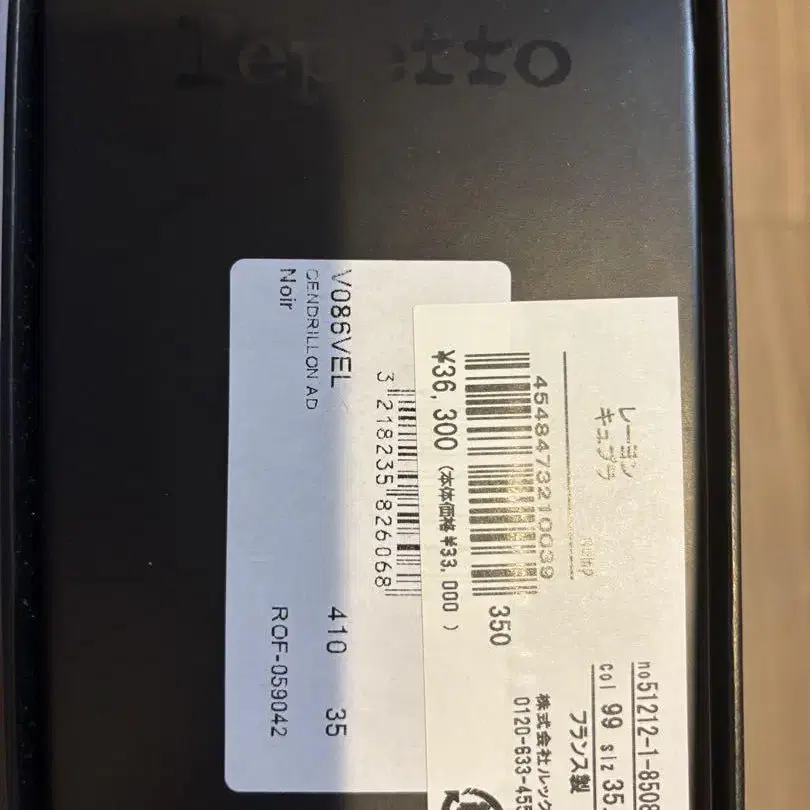 repetto
V086VEL
CENDRILLON AD
Noir
3 218235 826068
410 35
ROF-059042
レーヨン
キュプラ
4548473210039
¥36,300 (本体価格 ¥33,000)
350
no51212-1-8508
col 99 siz 35.
フランス製
株式会社ルック
0120-633-455